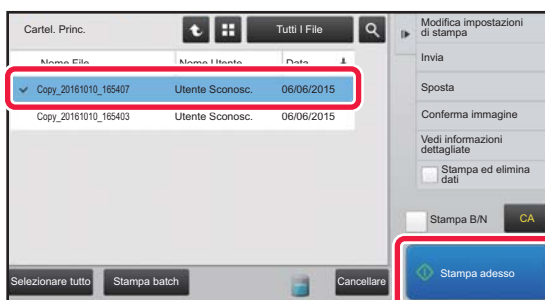 Cartel. Princ.
Tutti I File
Nome File
Nome Utente
Data
Copy_20161010_165407
Utente Sconosc.
06/06/2015
Copy_20161010_165403
Utente Sconosc.
06/06/2015
Selezionare tutto
Stampa batch
Cancellare
Modifica impostazioni
di stampa
Invia
Sposta
Conferma immagine
Vedi informazioni
dettagliate
Stampa ed elimina
dati
Stampa B/N
CA
Stampa adesso